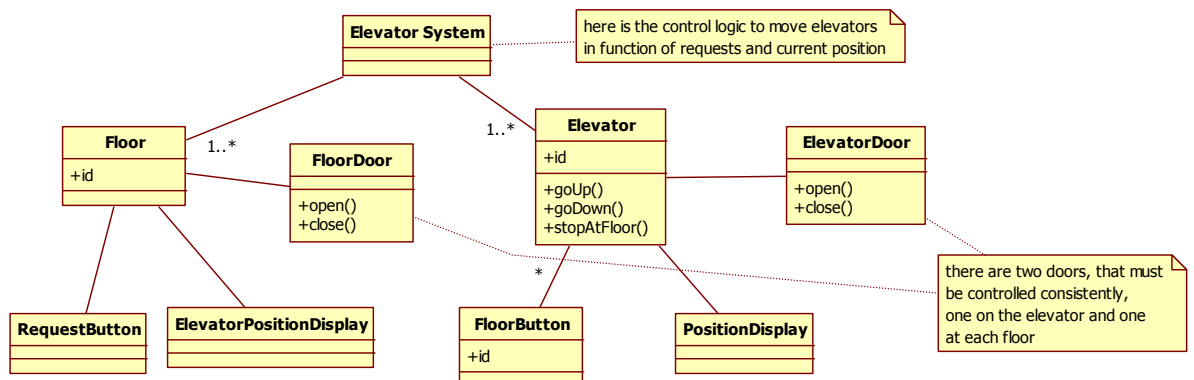 Elevator System
here is the control logic to move elevators
in function of requests and current position
1..*
1..*
Floor
+id
FloorDoor
+open()
+close()
Elevator
+id
+goUp()
+goDown()
+stopAtFloor()
ElevatorDoor
+open()
+close()
*
there are two doors, that must
be controlled consistently,
one on the elevator and one
at each floor
RequestButton
ElevatorPositionDisplay
FloorButton
+id
PositionDisplay